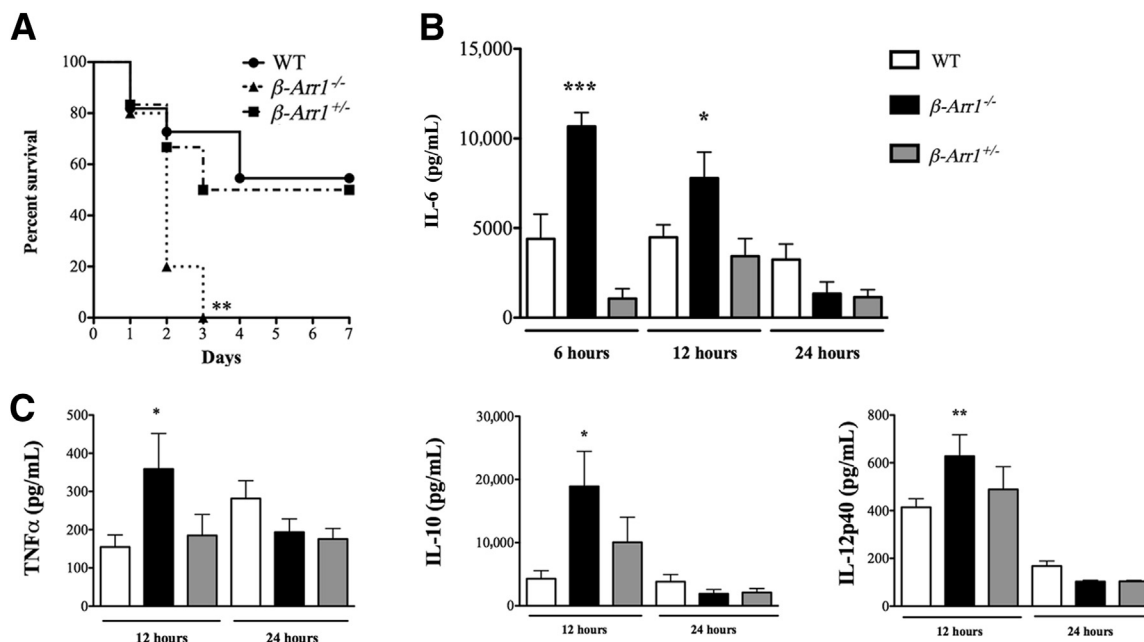 A
Percent survival
100
80
60
40
20
0
0 1 2 3 4 5 6 7
Days
WT
β-Arr1-/-
β-Arr1+/-
**
B
IL-6
(pg/mL)
15,000
10,000
5000
0
***
*
6 hours 12 hours 24 hours
WT
β-Arr1-/-
β-Arr1+/-
C
TNFα (pg/mL)
500
400
300
200
100
0
*
12 hours 24 hours
IL-10
(pg/mL)
30,000
20,000
10,000
0
*
12 hours 24 hours
IL-12p40 (pg/mL)
800
600
400
200
0
**
12 hours 24 hours